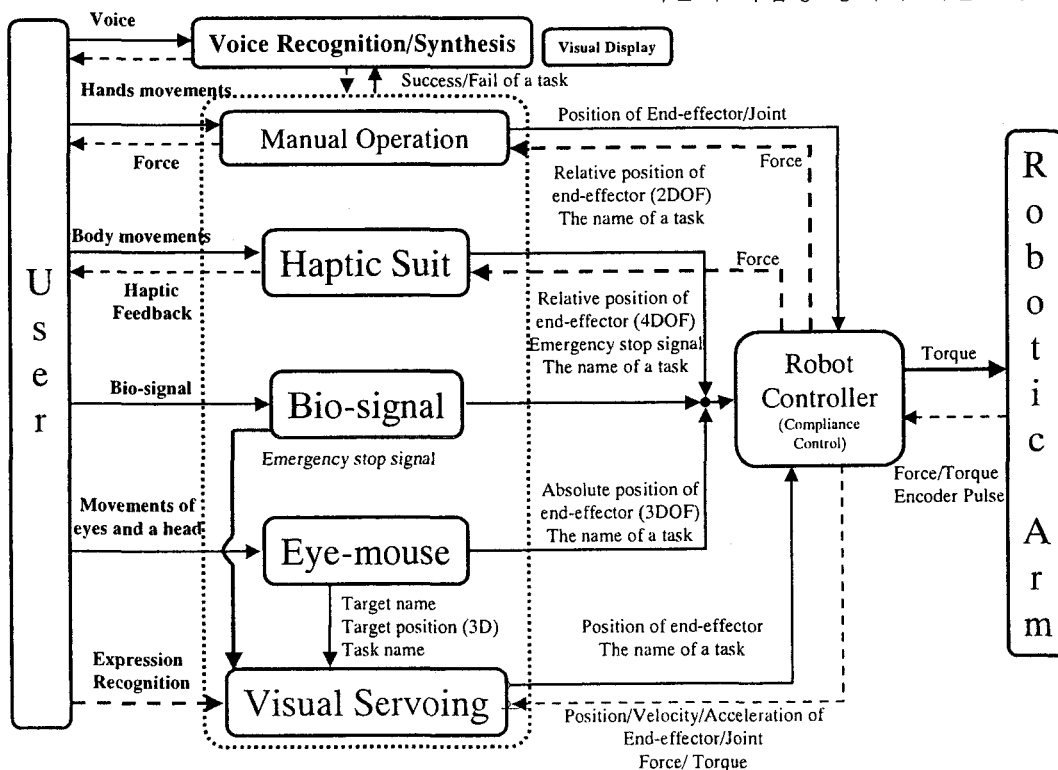 Voice
Voice Recognition/Synthesis
Visual Display
Success/Fail of a task
Hands movements
Manual Operation
Force
Position of End-effector/Joint
Force
Relative position of
end-effector (2DOF)
The name of a task
Body movements
Haptic Suit
Haptic
Feedback
Force
Relative position of
end-effector (4DOF)
Emergency stop signal
The name of a task
User
Bio-signal
Bio-signal
Emergency stop signal
Robot
Controller
(Compliance
Control)
Torque
Force/Torque
Encoder Pulse
Robotic Arm
Movements of
eyes and a head
Eye-mouse
Absolute position of
end-effector (3DOF)
The name of a task
Target name
Target position (3D)
Task name
Position of end-effector
The name of a task
Expression
Recognition
Visual Servoing
Position/Velocity/Acceleration of
End-effector/Joint
Force/ Torque